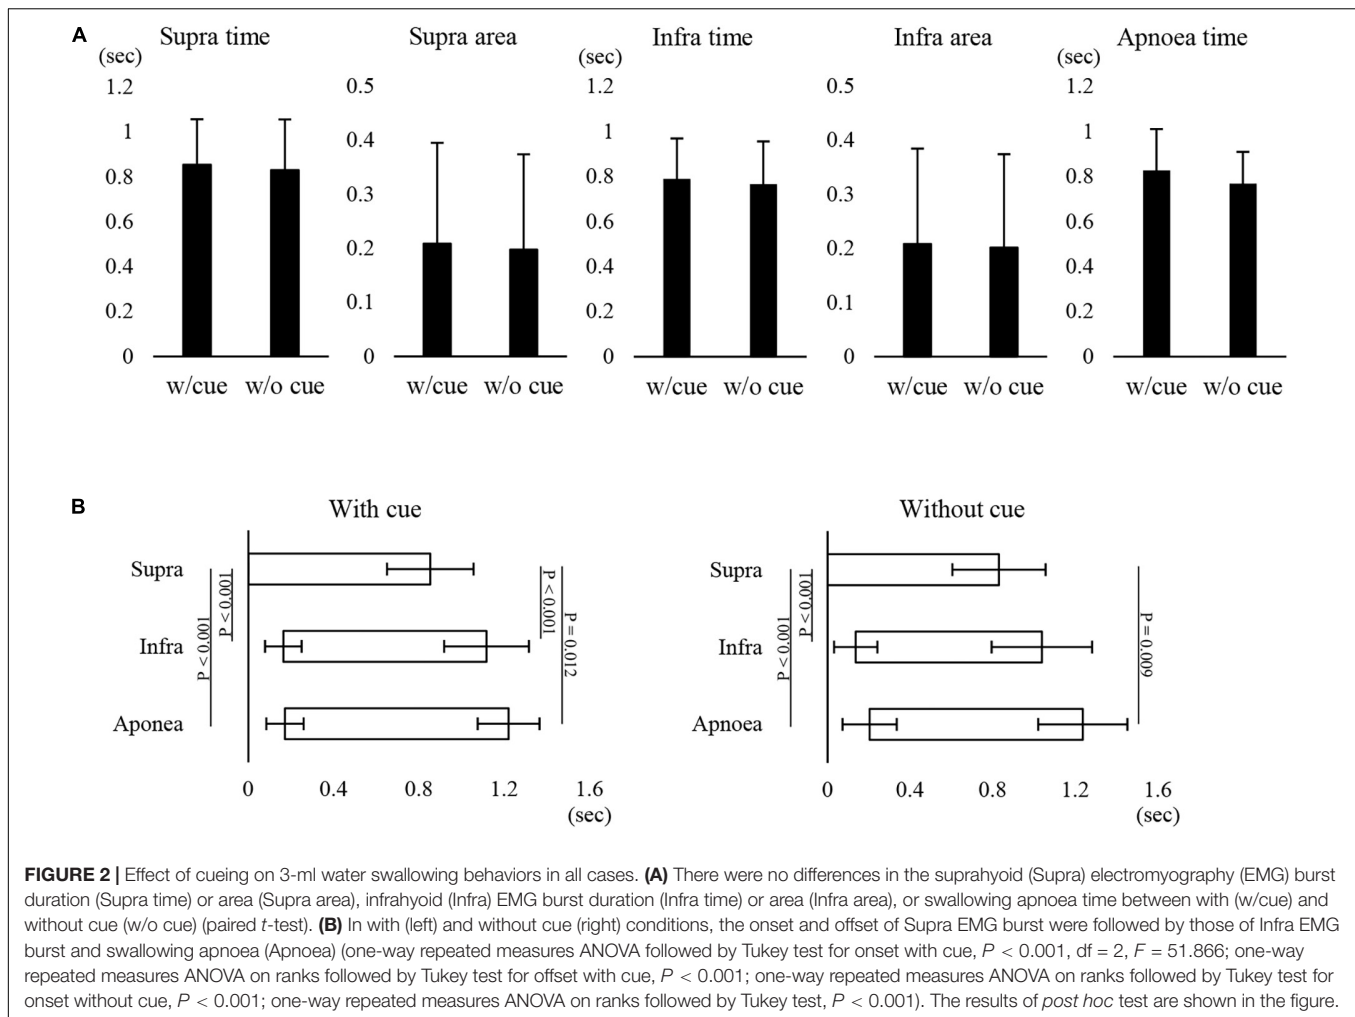 A
Supra time
Supra area
Infra time
Infra area
Apnoea time
(sec)
(sec)
(sec)
1.2
1
0.8
0.6
0.4
0.2
0
w/cue
w/o cue
0.5
0.4
0.3
0.2
0.1
0
w/cue
w/o cue
1.2
1
0.8
0.6
0.4
0.2
0
w/cue
w/o cue
0.5
0.4
0.3
0.2
0.1
0
w/cue
w/o cue
1.2
1
0.8
0.6
0.4
0.2
0
w/cue
w/o cue
B
With cue
Supra
Infra
Aponea
P < 0.001
P < 0.001
P < 0.001
P = 0.012
0 0.4 0.8 1.2 1.6
(sec)
Without cue
Supra
Infra
Apnoea
P < 0.001
P < 0.001
P = 0.009
0 0.4 0.8 1.2 1.6
(sec)
FIGURE 2 | Effect of cueing on 3-ml water swallowing behaviors in all cases. (A) There were no differences in the suprahyoid (Supra) electromyography (EMG) burst
duration (Supra time) or area (Supra area), infrahyoid (Infra) EMG burst duration (Infra time) or area (Infra area), or swallowing apnoea time between with (w/cue) and
without cue (w/o cue) (paired t-test). (B) In with (left) and without cue (right) conditions, the onset and offset of Supra EMG burst were followed by those of Infra EMG
burst and swallowing apnoea (Apnoea) (one-way repeated measures ANOVA followed by Tukey test for onset with cue, P < 0.001, df = 2, F = 51.866; one-way
repeated measures ANOVA on ranks followed by Tukey test for offset with cue, P < 0.001; one-way repeated measures ANOVA on ranks followed by Tukey test for
onset without cue, P < 0.001; one-way repeated measures ANOVA on ranks followed by Tukey test, P < 0.001). The results of post hoc test are shown in the figure.